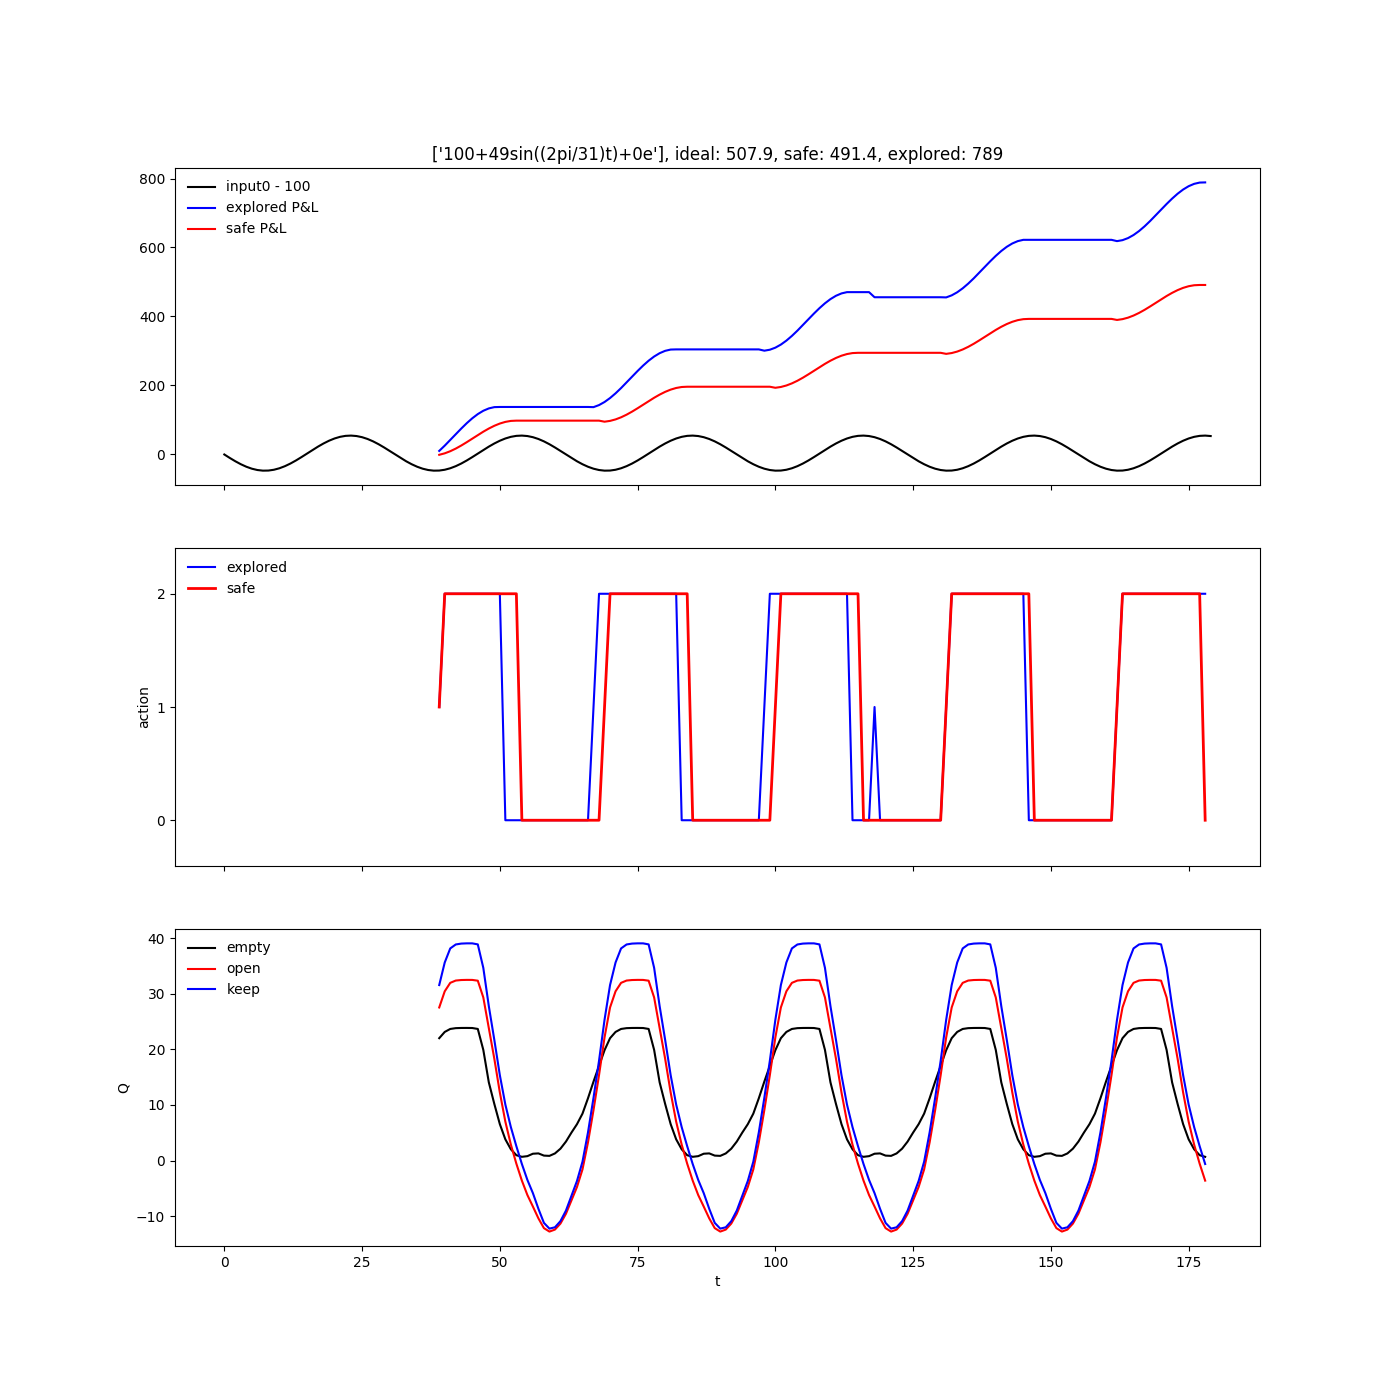 ['100+49sin((2pi/31)t)+0e'], ideal: 507.9, safe: 491.4, explored: 789
800
600
400
200
0
input0 - 100
explored P&L
safe P&L
action
2
1
0
explored
safe
Q
40
30
20
10
0
−10
empty
open
keep
0 25 50 75 100 125 150 175
t